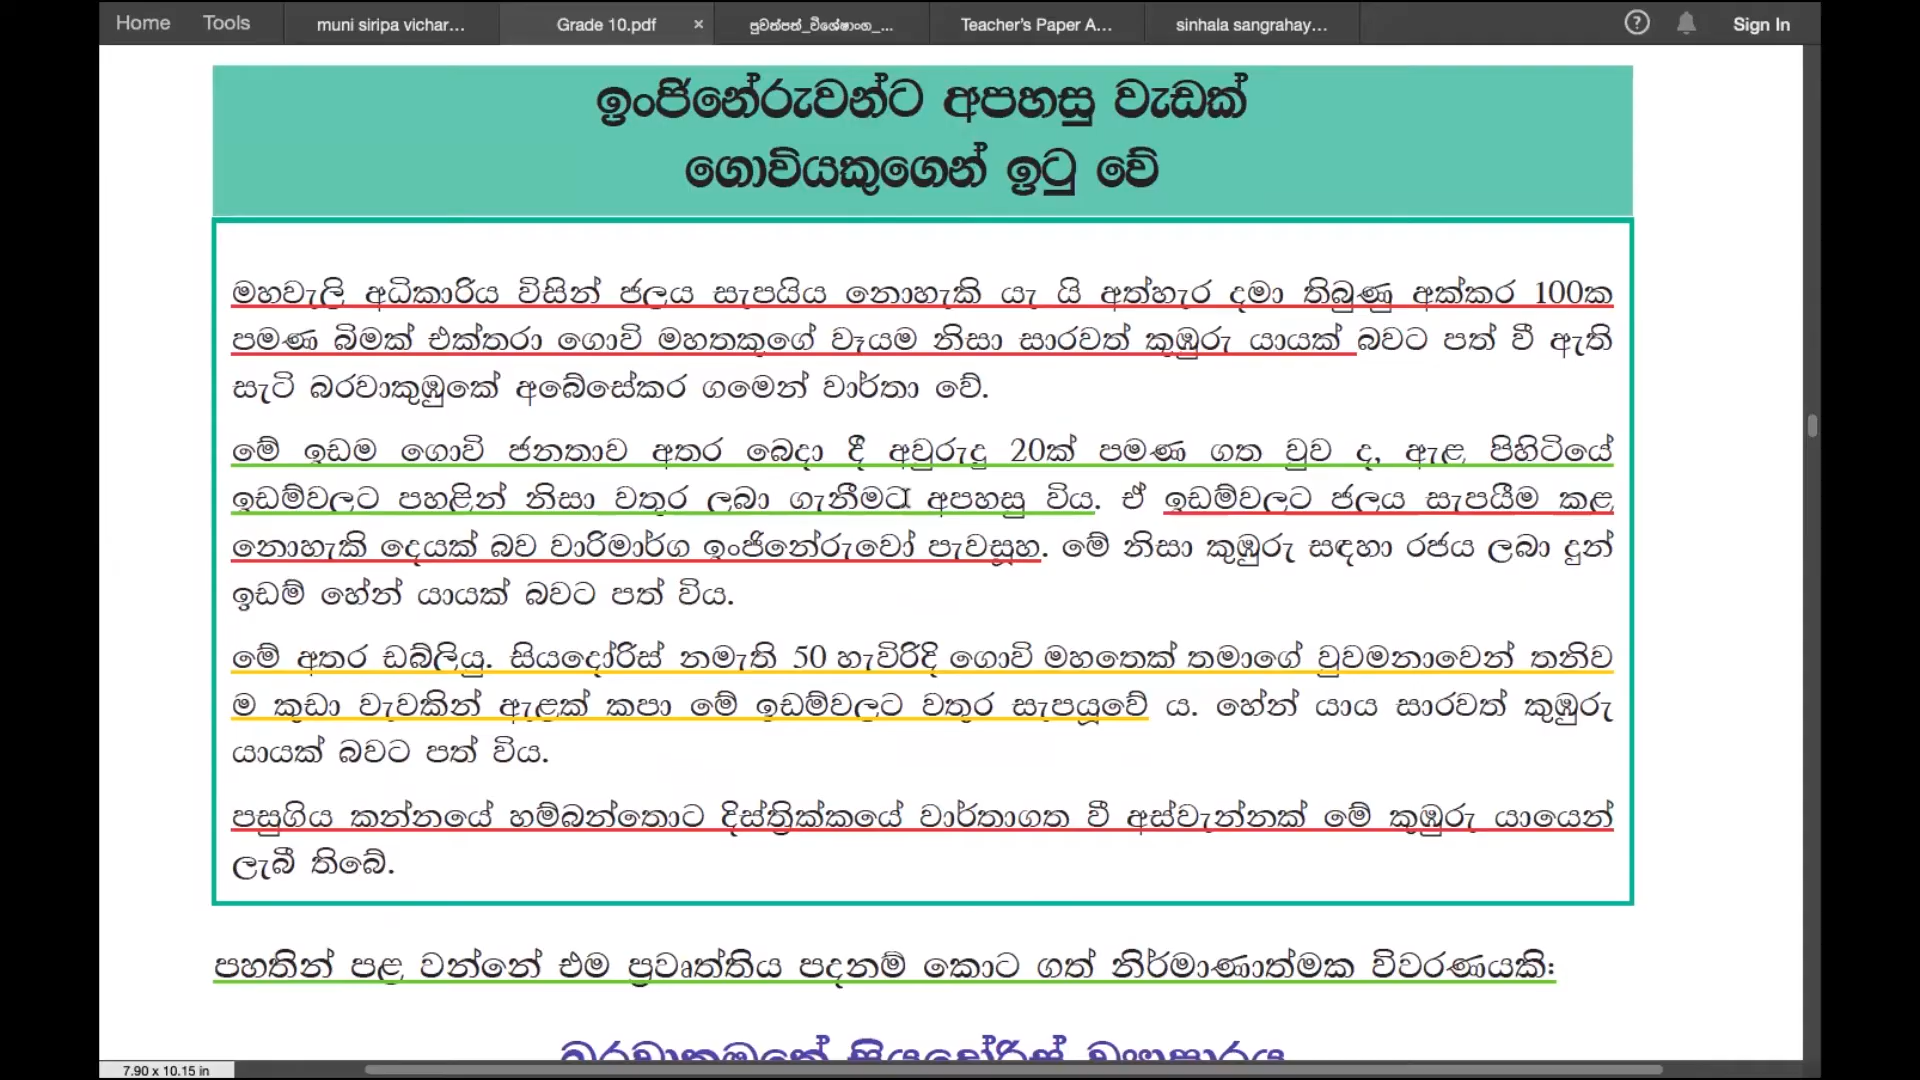 Home Tools muni siripa vichar... Grade 10.pdf × පුවත්පත්_විශේෂාංග_... Teacher's Paper A... sinhala sangrahay... ? Sign In
ඉංජිනේරුවන්ට අපහසු වැඩක්
ගොවියකුගෙන් ඉටු වේ
මහවැලි අධිකාරිය විසින් ජලය සැපයිය නොහැකි යැ යි අත්හැර දමා තිබුණු අක්කර 100ක
පමණ බිමක් එක්තරා ගොවි මහතකුගේ වෑයම නිසා සාරවත් කුඹුරු යායක් බවට පත් වී ඇති
සැටි බරවාකුඹුකේ අබේසේකර ගමෙන් වාර්තා වේ.
මේ ඉඩම ගොවි ජනතාව අතර බෙදා දී අවුරුදු 20ක් පමණ ගත වුව ද, ඇළ පිහිටියේ
ඉඩම්වලට පහළින් නිසා වතුර ලබා ගැනීමට අපහසු විය. ඒ ඉඩම්වලට ජලය සැපයීම කළ
නොහැකි දෙයක් බව වාරිමාර්ග ඉංජිනේරුවෝ පැවසූහ. මේ නිසා කුඹුරු සඳහා රජය ලබා දුන්
ඉඩම් හේන් යායක් බවට පත් විය.
මේ අතර ඩබ්ලියු. සියදෝරිස් නමැති 50 හැවිරිදි ගොවි මහතෙක් තමාගේ වුවමනාවෙන් තනිව
ම කුඩා වැවකින් ඇළක් කපා මේ ඉඩම්වලට වතුර සැපයූවේ ය. හේන් යාය සාරවත් කුඹුරු
යායක් බවට පත් විය.
පසුගිය කන්නයේ හම්බන්තොට දිස්ත්‍රික්කයේ වාර්තාගත වී අස්වැන්නක් මේ කුඹුරු යායෙන්
ලැබී තිබේ.
පහතින් පළ වන්නේ එම ප්‍රවෘත්තිය පදනම් කොට ගත් නිර්මාණාත්මක විවරණයකි:
බරවාකුඹුකේ සියදෝරිස් ව්‍යාපාරය
7.90 x 10.15 in